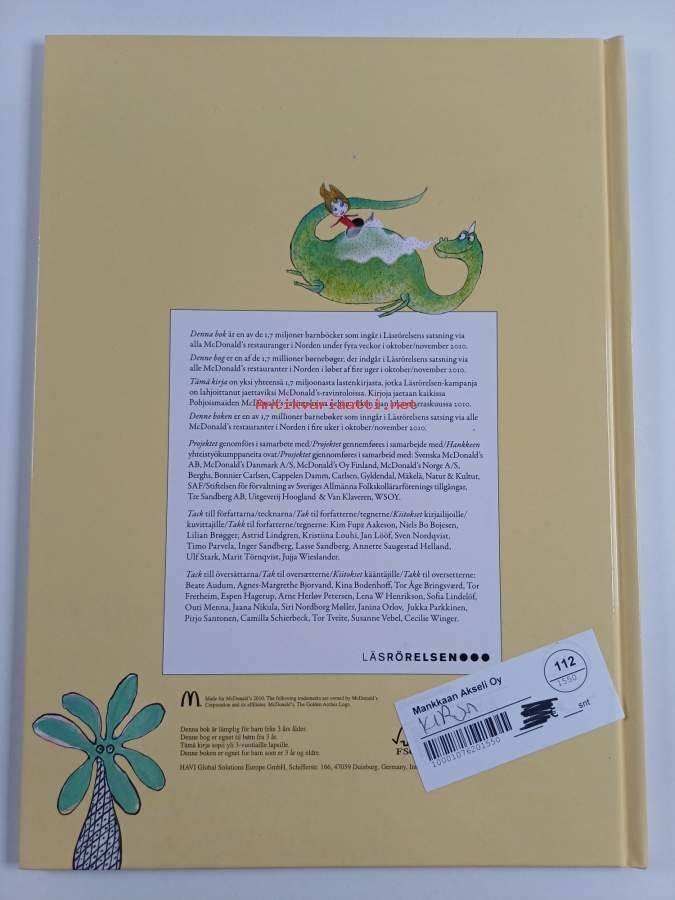 Denna bok är en av de 1,7 miljoner barnböcker som ingår i Läsrörelsens satsning via
alla McDonald's restauranger i Norden under fyra veckor i oktober/november 2010.
Denne bog er en af de 1,7 millioner børnebøger, der indgår i Läsrörelsens satsning via
alle McDonald's restauranter i Norden i løbet af fire uger i oktober/november 2010.
Tämä kirja on yksi yhteensä 1,7 miljoonasta lastenkirjasta, jotka Läsrörelsen-kampanja
on lahjoittanut jaettaviksi McDonald's-ravintoloissa. Kirjoja jaetaan kaikissa
Pohjoismaiden McDonald's-ravintoloissa 2010.
Antikvariaatti.net
Denne boken er en av 1,7 millioner barnebøker som inngår i Läsrörelsens satsing via alle
McDonald's restauranter i Norden i fire uker i oktober/november 2010.
Projektet genomförs i samarbete med/Projektet gennemføres i samarbejde med/Hankkeen
yhteistyökumppaneita ovat/Prosjektet gjennomføres i samarbeid med: Svenska McDonald's
AB, McDonald's Danmark A/S, McDonald's Oy Finland, McDonald's Norge A/S,
Berghs, Bonnier Carlsen, Cappelen Damm, Carlsen, Gyldendal, Mäkelä, Natur & Kultur,
SAF/Stiftelsen för förvaltning av Sveriges Allmänna Folkskollärarförenings tillgångar,
Tre Sandberg AB, Uitgeverij Hoogland & Van Klaveren, WSOY.
Tack till författarna/tecknarna/Tak til forfatterne/tegnerne/Kiitokset kirjailijoille/
kuvittajille/Takk til forfatterne/tegnerne: Kim Fupz Aakeson, Niels Bo Bojesen,
Lilian Brøgger, Astrid Lindgren, Kristiina Louhi, Jan Lööf, Sven Nordqvist,
Timo Parvela, Inger Sandberg, Lasse Sandberg, Annette Saugestad Helland,
Ulf Stark, Marit Törnqvist, Jujja Wieslander.
Tack till översättarna/Tak til oversætterne/Kiitokset kääntäjille/Takk til oversetterne:
Beate Audum, Agnes-Margrethe Bjorvand, Kina Bodenhoff, Tor Åge Bringsværd, Tor
Fretheim, Espen Hagerup, Arne Herløv Petersen, Lena W Henrikson, Sofia Lindelöf,
Outi Menna, Jaana Nikula, Siri Nordborg Møller, Janina Orlov, Jukka Parkkinen,
Pirjo Santonen, Camilla Schierbeck, Tor Tveite, Susanne Vebel, Cecilie Winger.
LÄSRÖRELSEN
Made for McDonald's 2010. The following trademarks are owned by McDonald's
Corporation and its affiliates: McDonald's, The Golden Arches Logo.
Denna bok är lämplig för barn från 3 års ålder.
Denne bog er egnet til børn fra 3 år.
Tämä kirja sopii yli 3-vuotiaille lapsille.
Denne boken er egnet for barn som er 3 år og eldre.
HAVI Global Solutions Europe GmbH, Schifferstr. 166, 47059 Duisburg, Germany,
Mankkaan Akseli Oy
KIRJA
10001076201550
112
1550
€
snt